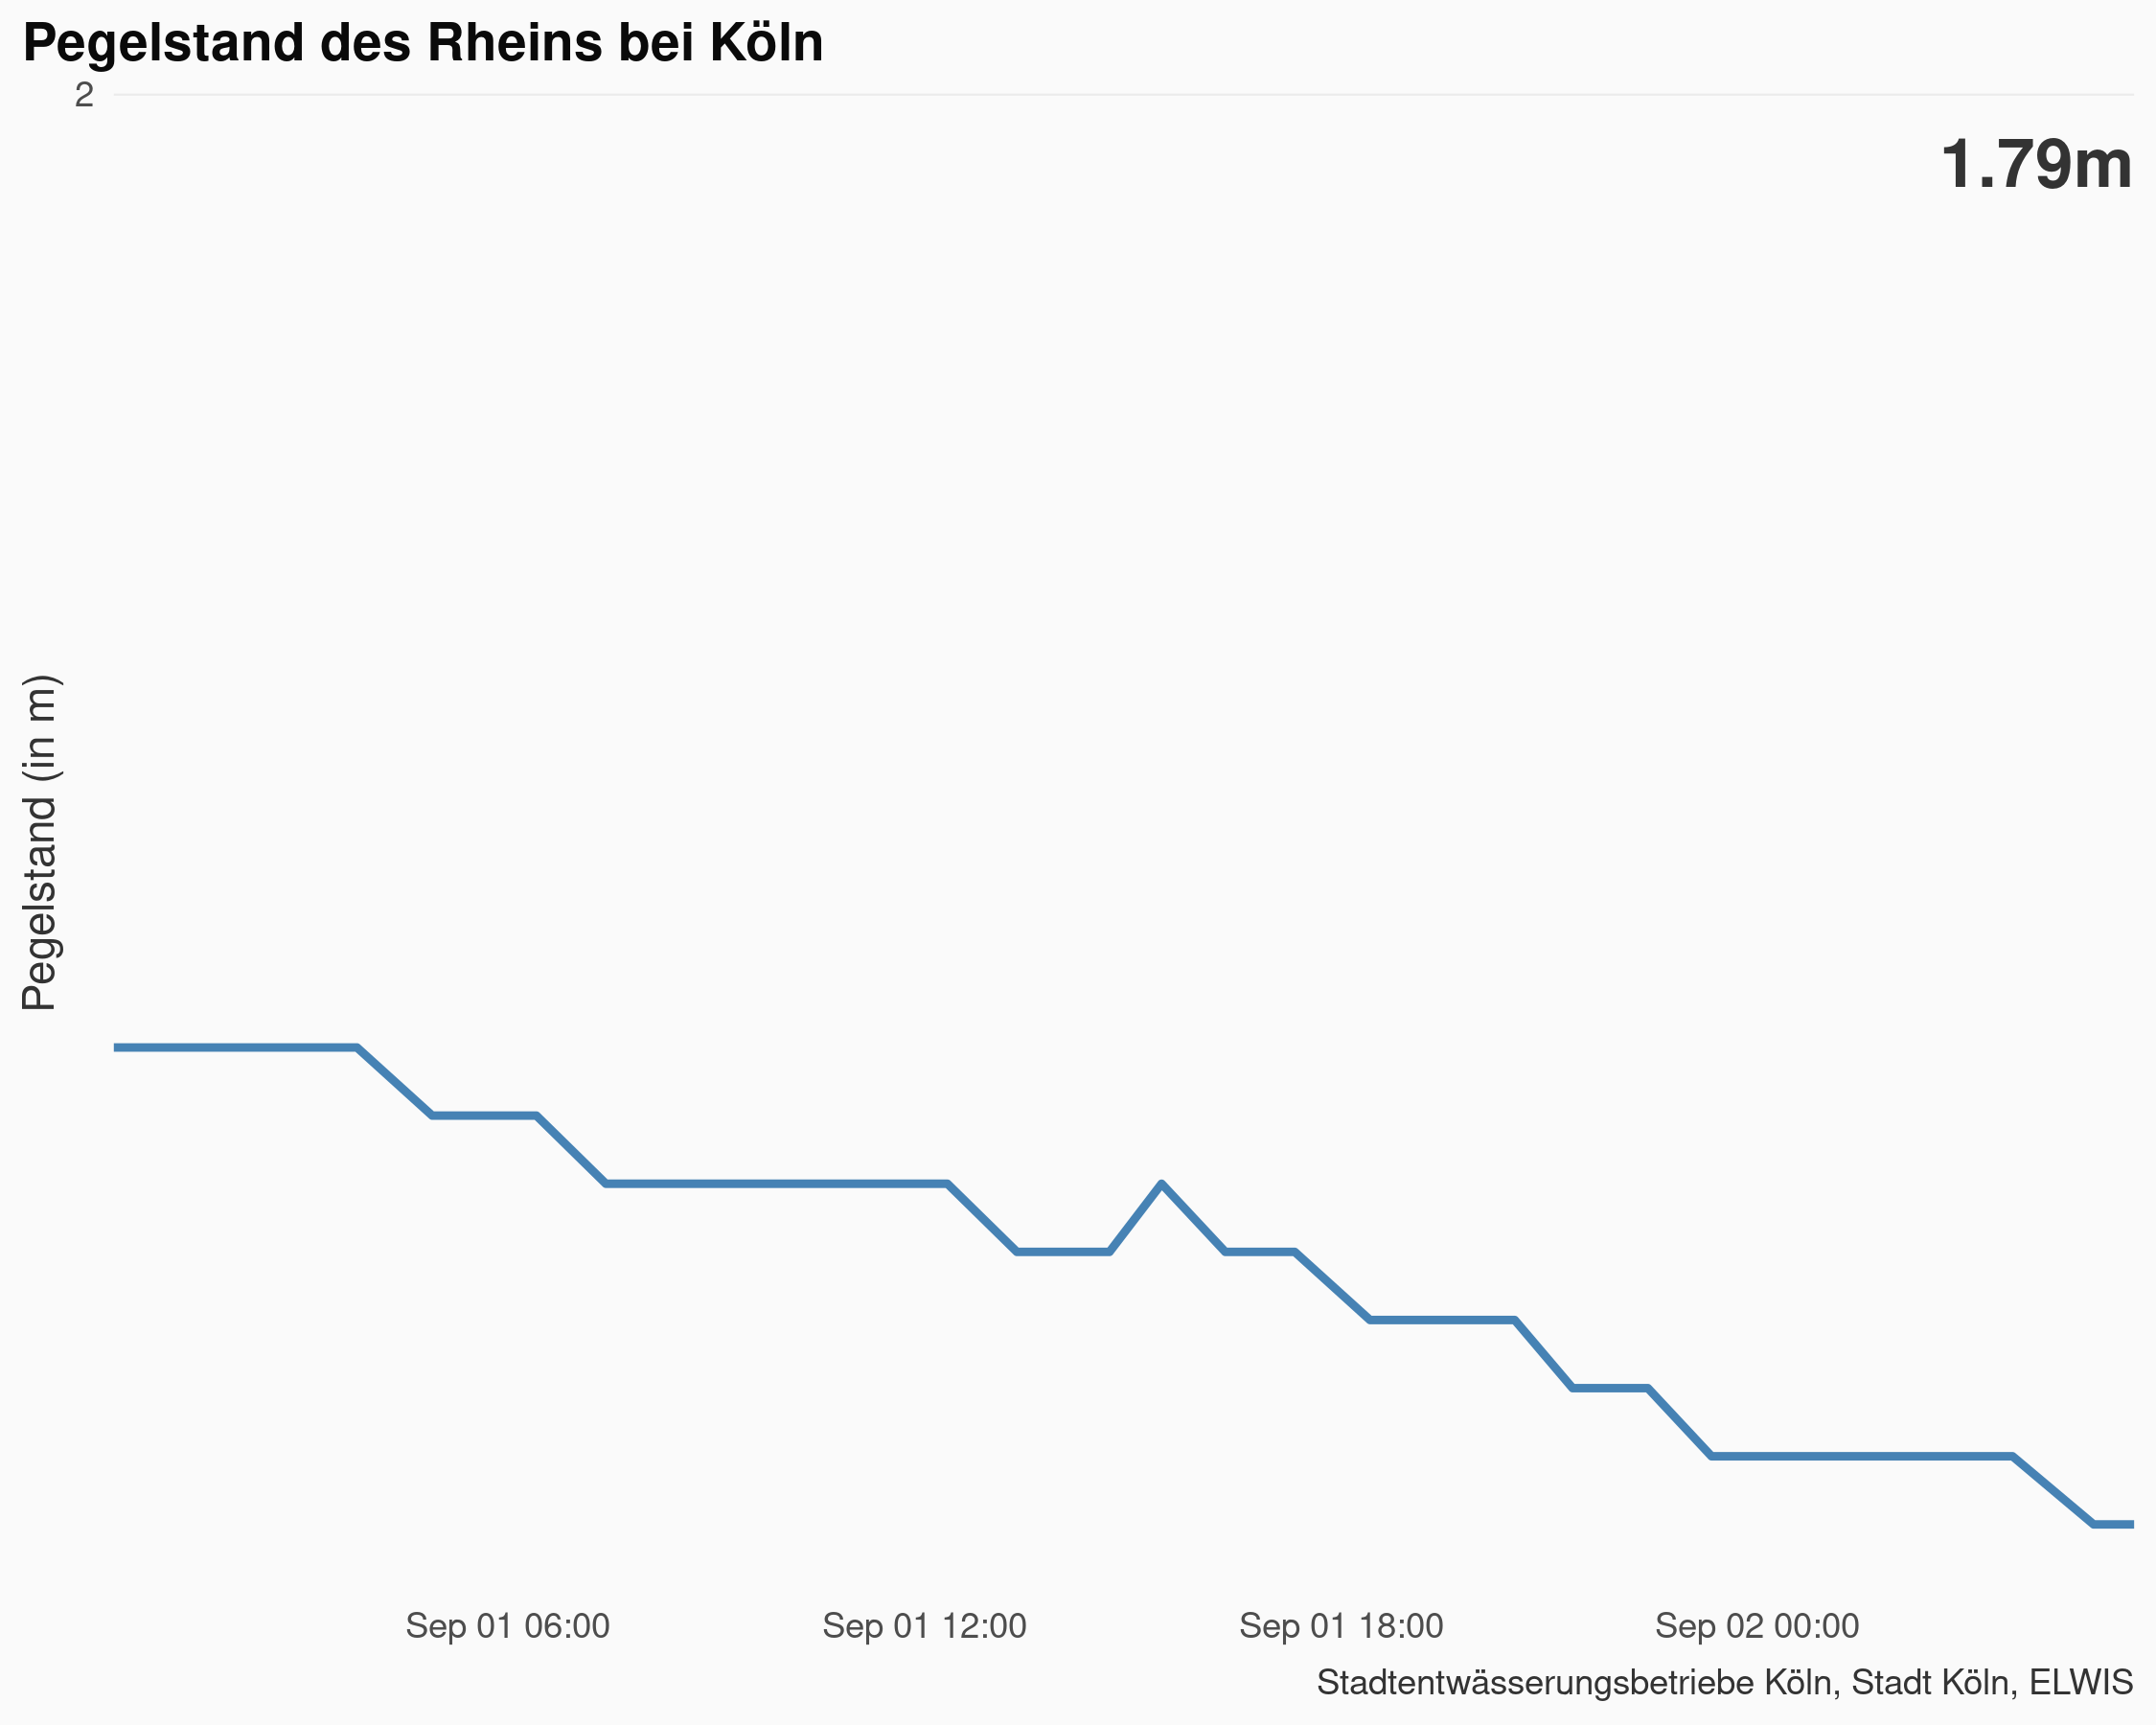 Pegelstand des Rheins bei Köln
2
1.79m
Pegelstand (in m)
Sep 01 06:00
Sep 01 12:00
Sep 01 18:00
Sep 02 00:00
Stadtentwässerungsbetriebe Köln, Stadt Köln, ELWIS